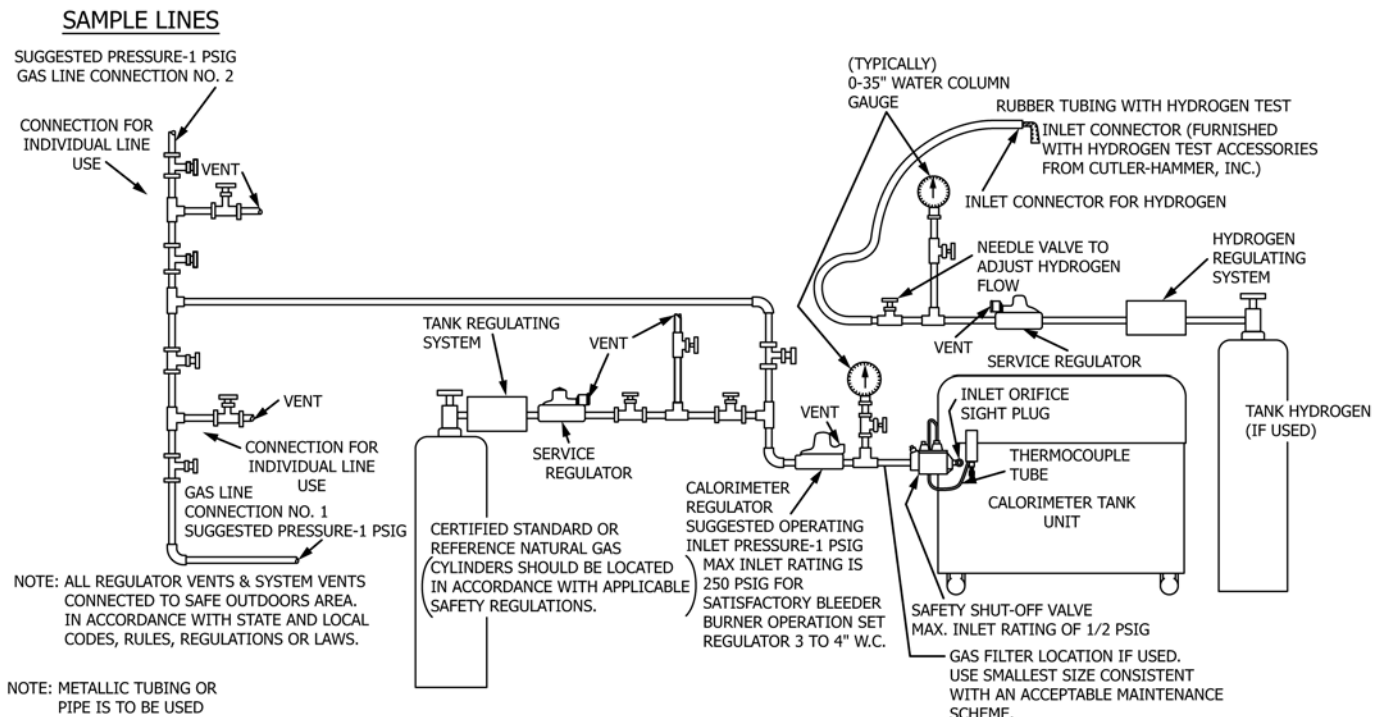 SAMPLE LINES
SUGGESTED PRESSURE-1 PSIG
GAS LINE CONNECTION NO. 2
CONNECTION FOR
INDIVIDUAL LINE
USE
VENT
(TYPICALLY)
0-35" WATER COLUMN
GAUGE
RUBBER TUBING WITH HYDROGEN TEST
INLET CONNECTOR (FURNISHED
WITH HYDROGEN TEST ACCESSORIES
FROM CUTLER-HAMMER, INC.)
INLET CONNECTOR FOR HYDROGEN
NEEDLE VALVE TO
ADJUST HYDROGEN
FLOW
HYDROGEN
REGULATING
SYSTEM
VENT
SERVICE REGULATOR
TANK HYDROGEN
(IF USED)
TANK REGULATING
SYSTEM
VENT
SERVICE
REGULATOR
VENT
CONNECTION FOR
INDIVIDUAL LINE
USE
GAS LINE
CONNECTION NO. 1
SUGGESTED PRESSURE-1 PSIG
VENT
INLET ORIFICE
SIGHT PLUG
THERMOCOUPLE
TUBE
CALORIMETER TANK
UNIT
CERTIFIED STANDARD OR
REFERENCE NATURAL GAS
CYLINDERS SHOULD BE LOCATED
IN ACCORDANCE WITH APPLICABLE
SAFETY REGULATIONS.
CALORIMETER
REGULATOR
SUGGESTED OPERATING
INLET PRESSURE-1 PSIG
MAX INLET RATING IS
250 PSIG FOR
SATISFACTORY BLEEDER
BURNER OPERATION SET
REGULATOR 3 TO 4" W.C.
SAFETY SHUT-OFF VALVE
MAX. INLET RATING OF 1/2 PSIG
GAS FILTER LOCATION IF USED.
USE SMALLEST SIZE CONSISTENT
WITH AN ACCEPTABLE MAINTENANCE
SCHEME.
NOTE: ALL REGULATOR VENTS & SYSTEM VENTS
CONNECTED TO SAFE OUTDOORS AREA.
IN ACCORDANCE WITH STATE AND LOCAL
CODES, RULES, REGULATIONS OR LAWS.
NOTE: METALLIC TUBING OR
PIPE IS TO BE USED